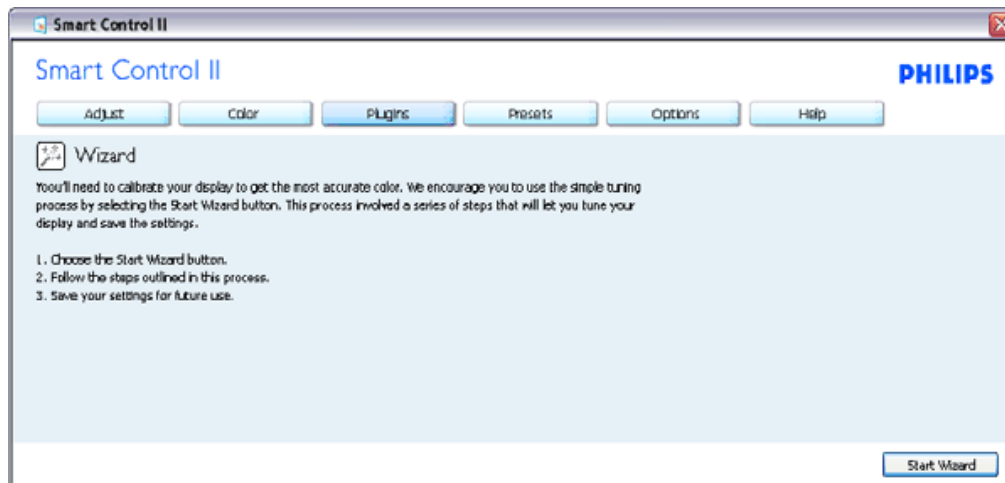 Smart Control II
Smart Control II
PHILIPS
Adjust Color Plugins Presets Options Help
Wizard
Yoou'll need to calibrate your display to get the most accurate color. We encourage you to use the simple tuning
process by selecting the Start Wizard button. This process involved a series of steps that will let you tune your
display and save the settings.
1. Choose the Start Wizard button.
2. Follow the steps outlined in this process.
3. Save your settings for future use.
Start Wizard